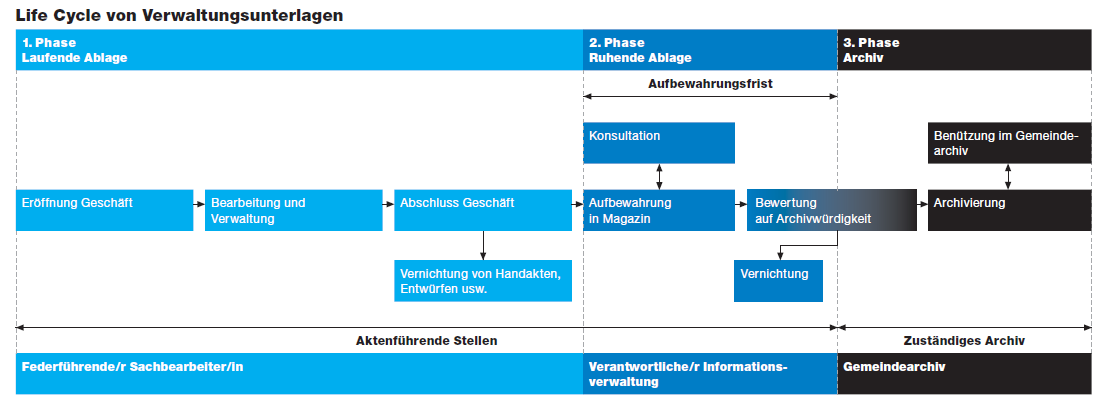 Life Cycle von Verwaltungsunterlagen
1. Phase
Laufende Ablage
2. Phase
Ruhende Ablage
3. Phase
Archiv
Aufbewahrungsfrist
Konsultation
Benützung im Gemeinde-
archiv
Eröffnung Geschäft
Bearbeitung und
Verwaltung
Abschluss Geschäft
Aufbewahrung
in Magazin
Bewertung
auf Archivwürdigkeit
Archivierung
Vernichtung von Handakten,
Entwürfen usw.
Vernichtung
Aktenführende Stellen
Zuständiges Archiv
Federführende/r Sachbearbeiter/in
Verantwortliche/r Informations-
verwaltung
Gemeindearchiv